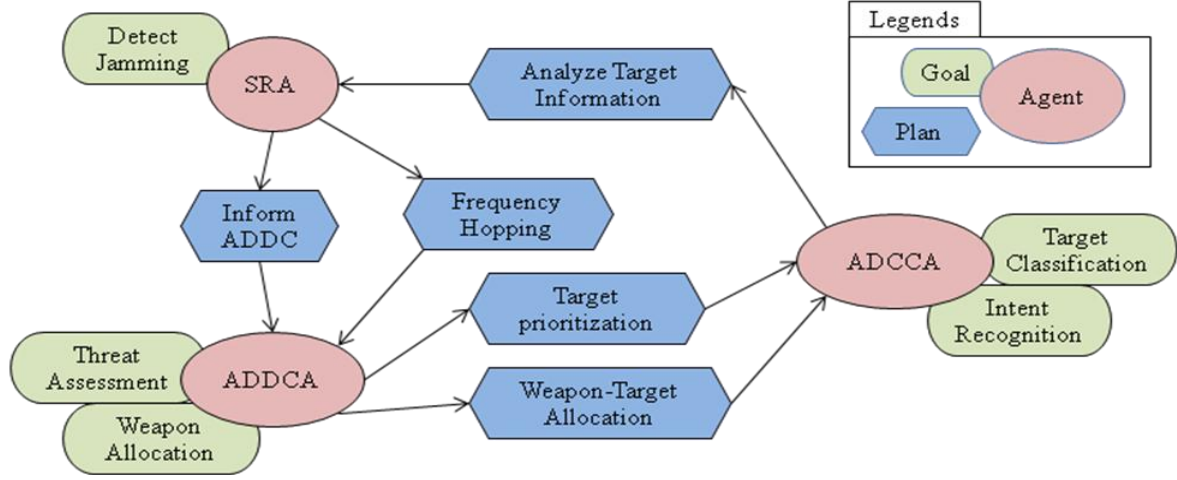 Legends
Goal
Agent
Plan
Detect
Jamming
SRA
Analyze Target
Information
Inform
ADDC
Frequency
Hopping
ADCCA
Target
Classification
Intent
Recognition
Target
prioritization
Threat
Assessment
ADDCA
Weapon
Allocation
Weapon-Target
Allocation